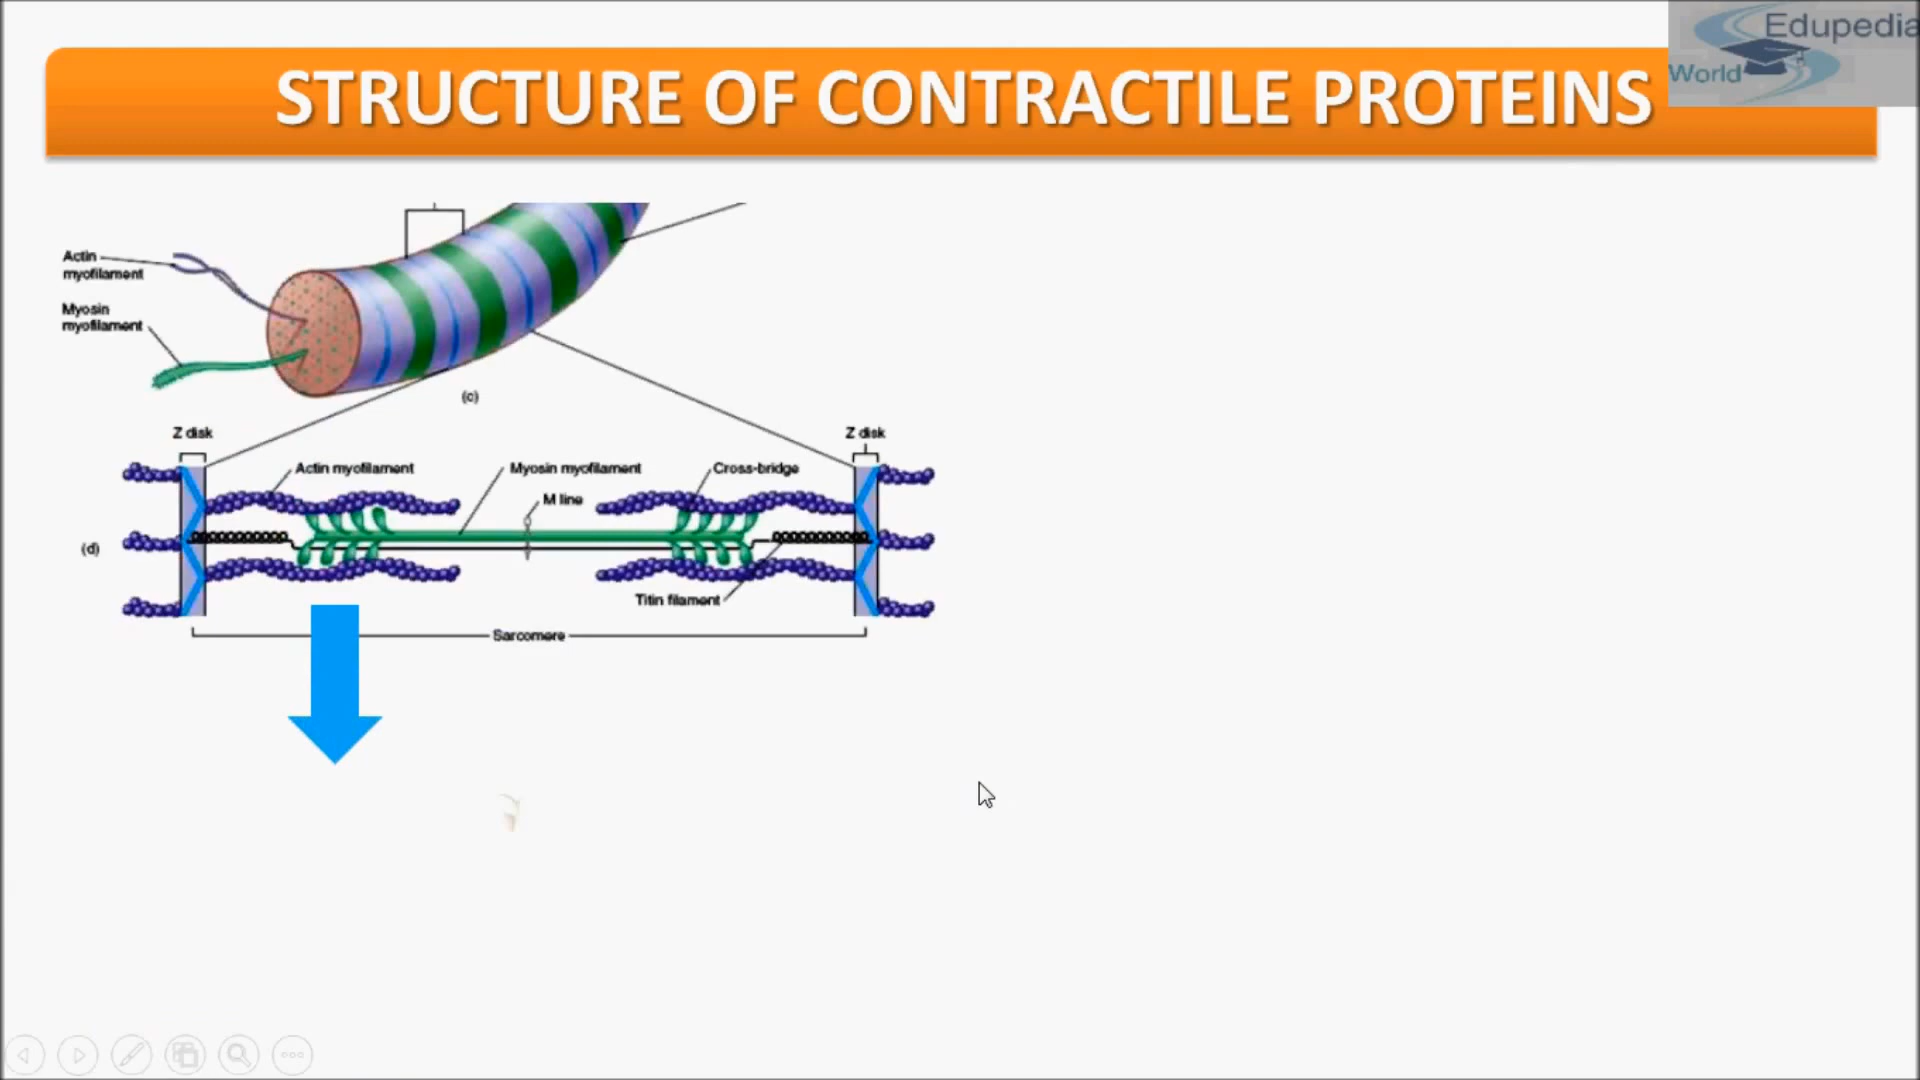 Edupedia
World
STRUCTURE OF CONTRACTILE PROTEINS
Actin
myofilament
Myosin
myofilament
(c)
Z disk
Z disk
Actin myofilament
Myosin myofilament
Cross-bridge
M line
(d)
Titin filament
Sarcomere